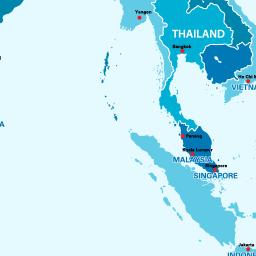 Yangon
THAILAND
Bangkok
Ho Chi M
VIETNA
Penang
Kuala Lumpur
MALAYSIA
Singapore
SINGAPORE
Jakarta
INDONE